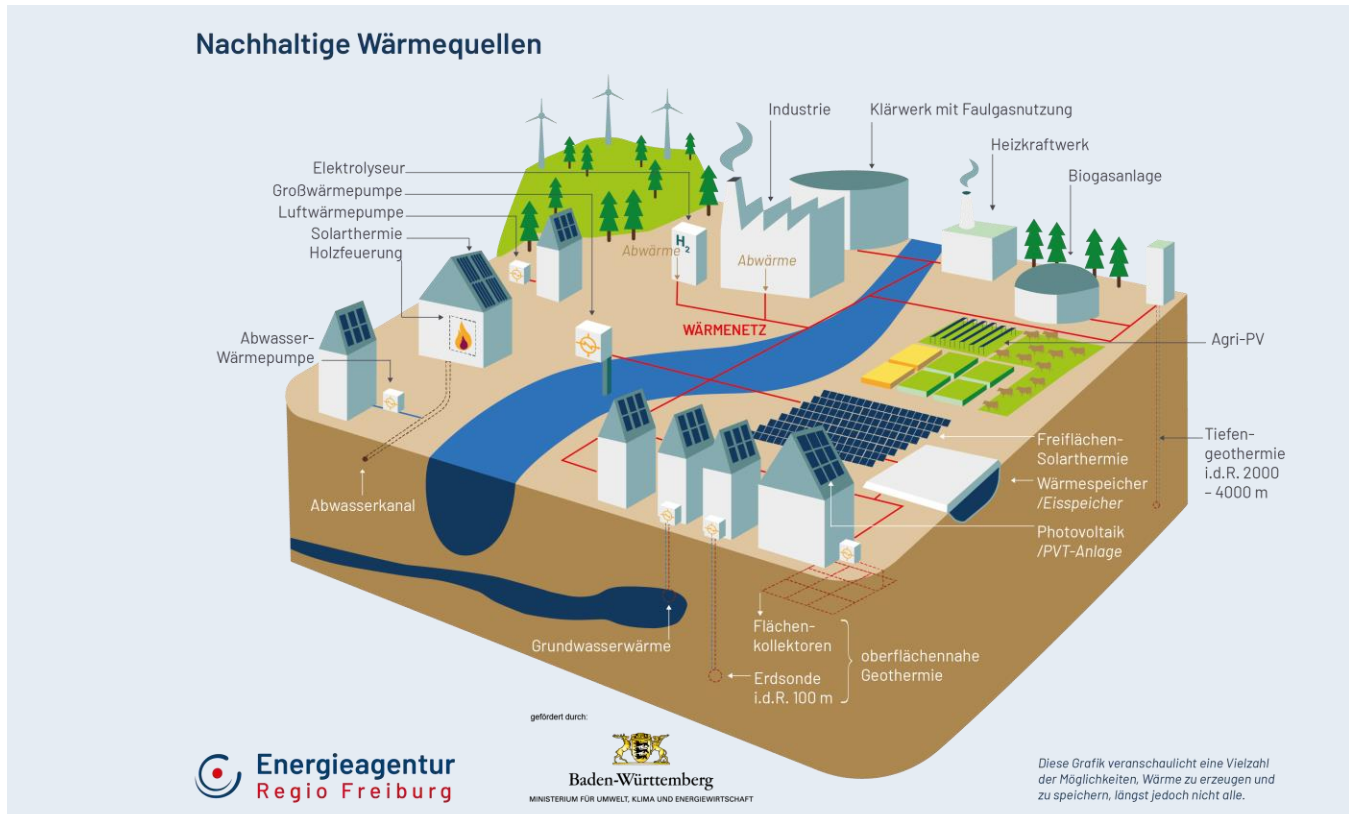 Nachhaltige Wärmequellen
Industrie
Klärwerk mit Faulgasnutzung
Heizkraftwerk
Biogasanlage
Elektrolyseur
Großwärmepumpe
Luftwärmepumpe
Solarthermie
Holzfeuerung
H2
Abwärme
Abwärme
WÄRMENETZ
Abwasser-
Wärmepumpe
Agri-PV
Freiflächen-
Solarthermie
Tiefen-
geothermie
i.d.R. 2000
– 4000 m
Wärmespeicher
/Eisspeicher
Photovoltaik
/PVT-Anlage
Abwasserkanal
Grundwasserwärme
Flächen-
kollektoren
oberflächennahe
Geothermie
Erdsonde
i.d.R. 100 m
gefördert durch:
Energieagentur
Regio Freiburg
Baden-Württemberg
MINISTERIUM FÜR UMWELT, KLIMA UND ENERGIEWIRTSCHAFT
Diese Grafik veranschaulicht eine Vielzahl
der Möglichkeiten, Wärme zu erzeugen und
zu speichern, längst jedoch nicht alle.